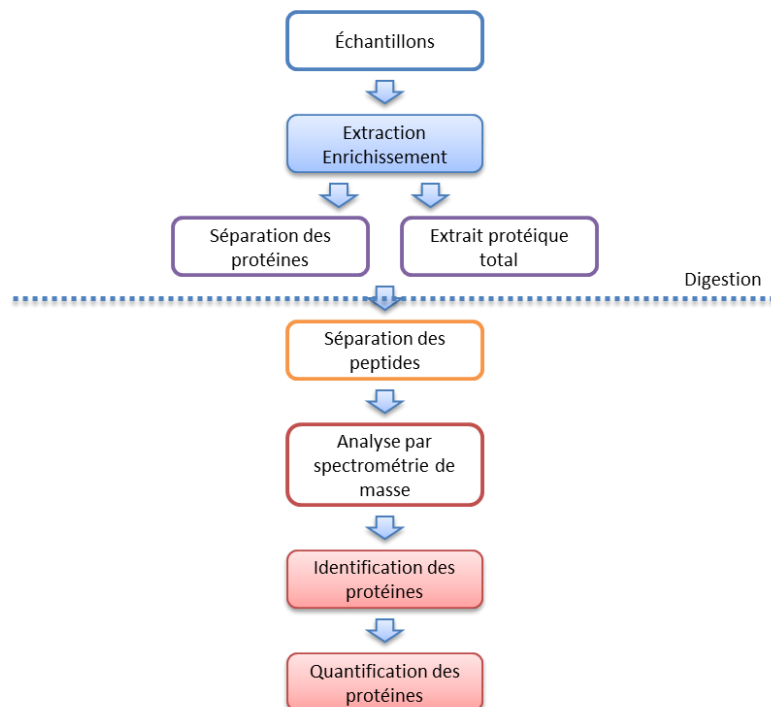 Échantillons
Extraction
Enrichissement
Séparation des
protéines
Extrait protéique
total
Digestion
Séparation des
peptides
Analyse par
spectrométrie de
masse
Identification des
protéines
Quantification des
protéines